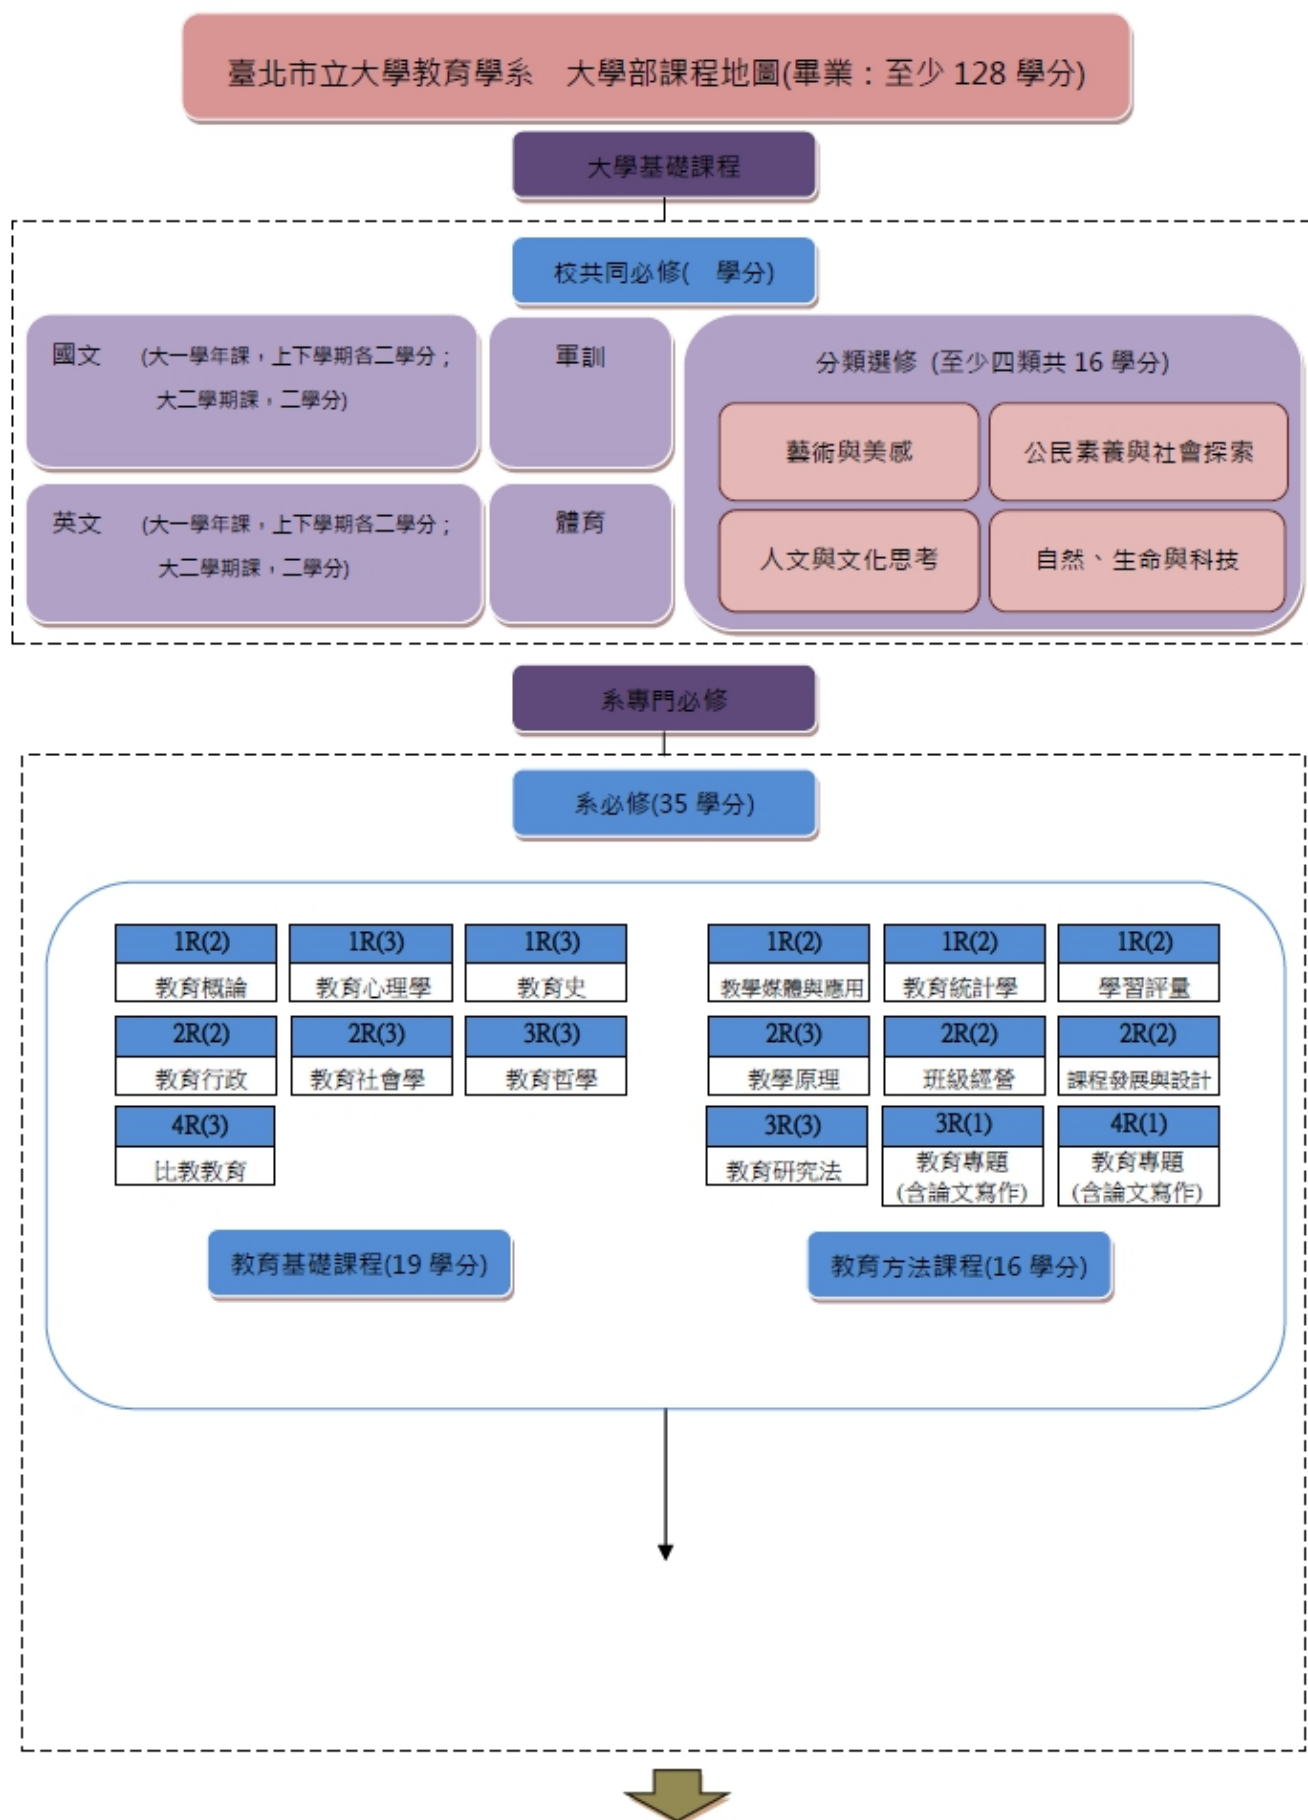 臺北市立大學教育學系　大學部課程地圖(畢業：至少 128 學分)
大學基礎課程
校共同必修(　學分)
國文　(大一學年課，上下學期各二學分；
大二學期課，二學分)
軍訓
英文　(大一學年課，上下學期各二學分；
大二學期課，二學分)
體育
分類選修 (至少四類共 16 學分)
藝術與美感
公民素養與社會探索
人文與文化思考
自然、生命與科技
系專門必修
系必修(35 學分)
1R(2)
教育概論
1R(3)
教育心理學
1R(3)
教育史
2R(2)
教育行政
2R(3)
教育社會學
3R(3)
教育哲學
4R(3)
比教教育
教育基礎課程(19 學分)
1R(2)
教學媒體與應用
1R(2)
教育統計學
1R(2)
學習評量
2R(3)
教學原理
2R(2)
班級經營
2R(2)
課程發展與設計
3R(3)
教育研究法
3R(1)
教育專題
(含論文寫作)
4R(1)
教育專題
(含論文寫作)
教育方法課程(16 學分)